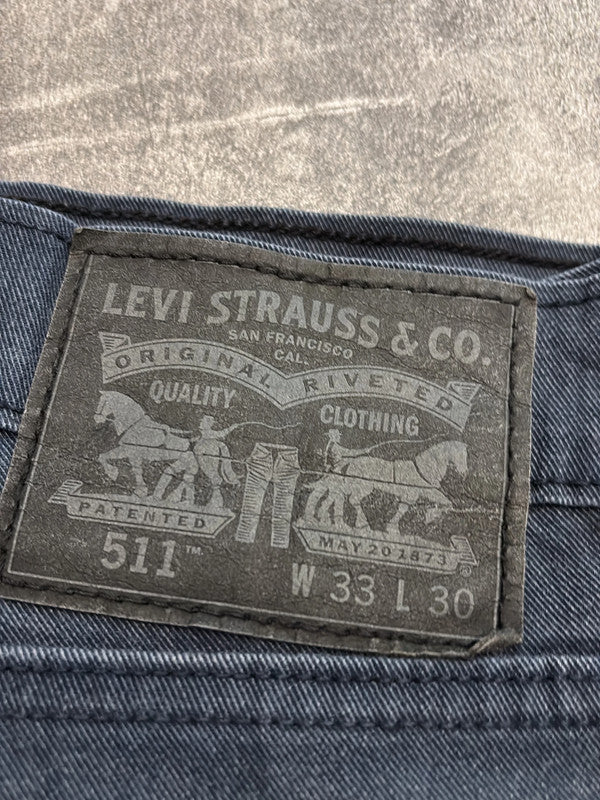 LEVI STRAUSS & CO.
SAN FRANCISCO
CAL.
ORIGINAL RIVETED
QUALITY CLOTHING
PATENTED MAY 20 1873
®
511™ W 33 L 30